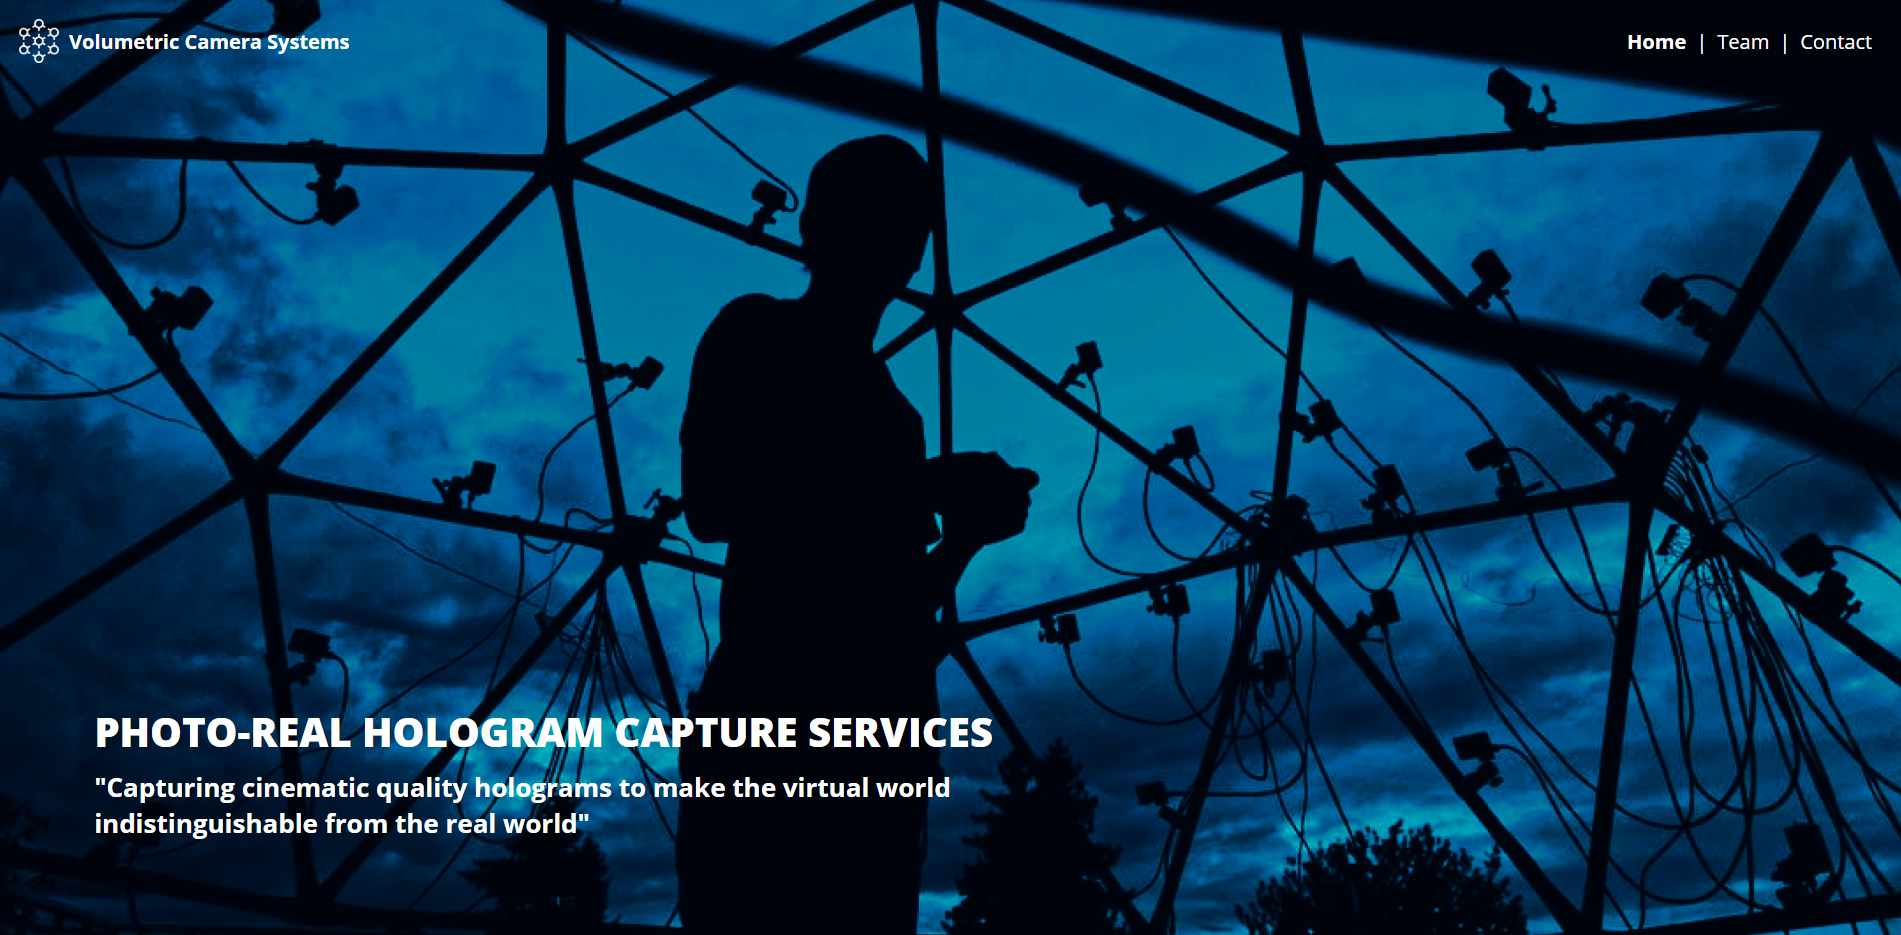 Volumetric Camera Systems
Home | Team | Contact
PHOTO-REAL HOLOGRAM CAPTURE SERVICES
"Capturing cinematic quality holograms to make the virtual world
indistinguishable from the real world"